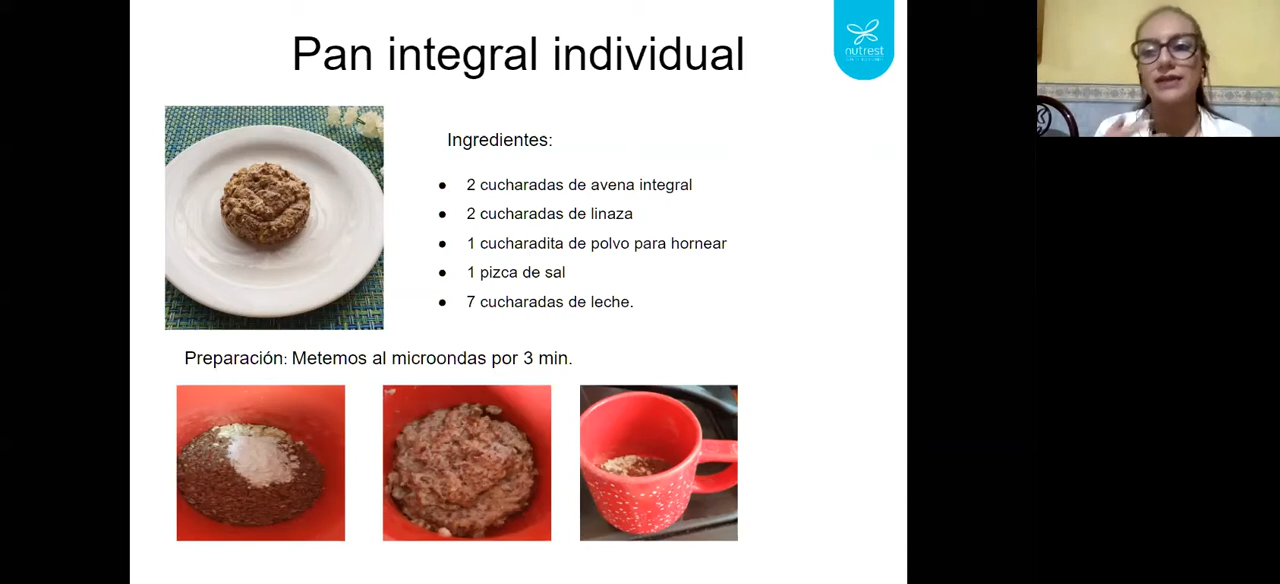 Pan integral individual
nutrest
Ingredientes:
● 2 cucharadas de avena integral
● 2 cucharadas de linaza
● 1 cucharadita de polvo para hornear
● 1 pizca de sal
● 7 cucharadas de leche.
Preparación: Metemos al microondas por 3 min.